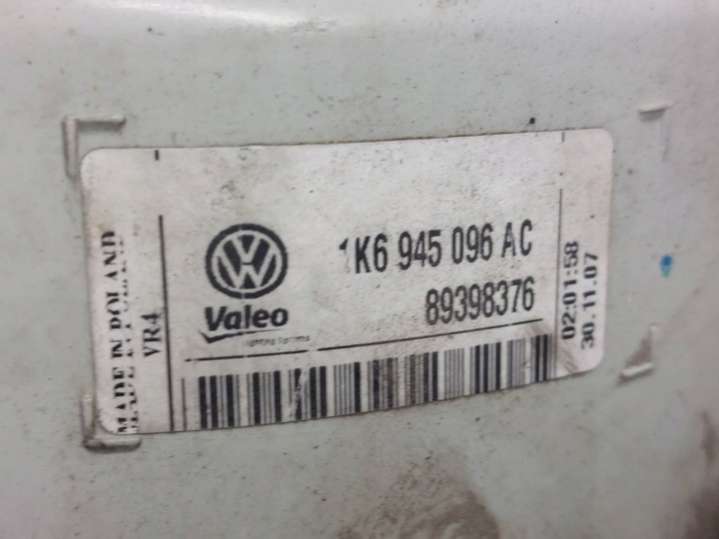 MADE IN POLAND
VR4
Valeo
1K6 945 096 AC
89398376
02:01:58
30.11.07